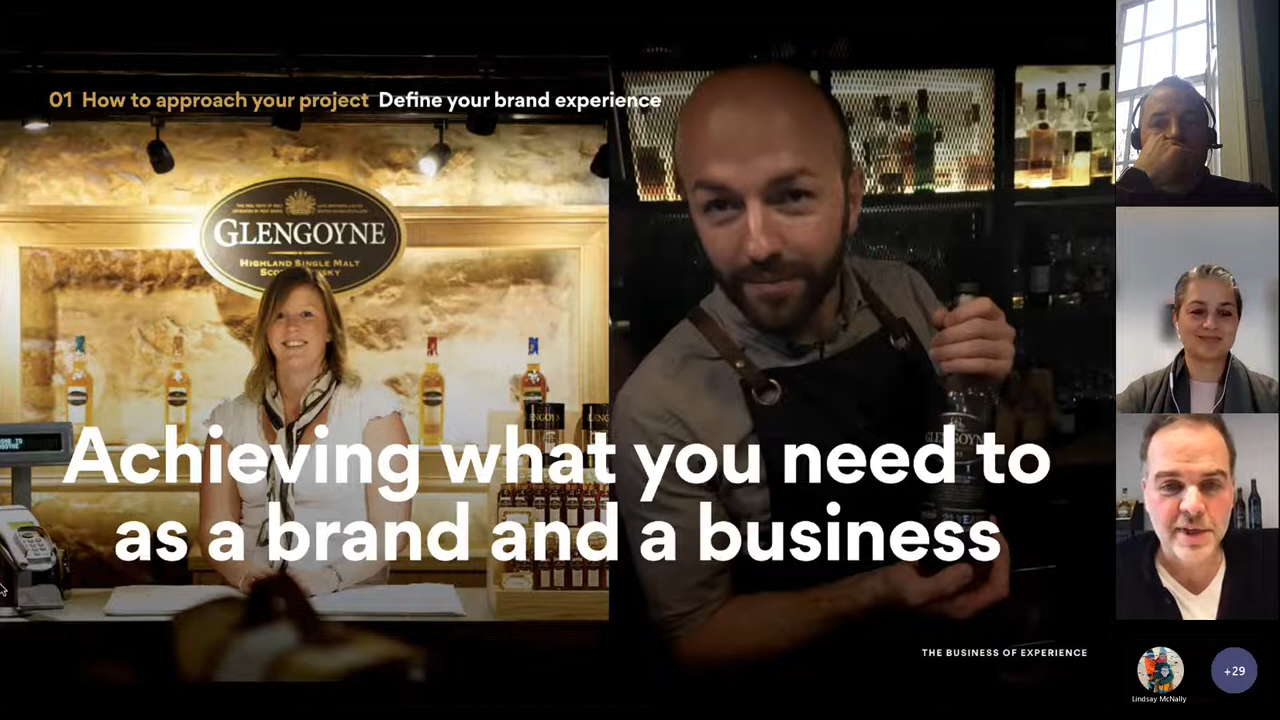 01 How to approach your project Define your brand experience
GLENGOYNE
HIGHLAND SINGLE MALT
Achieving what you need to
as a brand and a business
THE BUSINESS OF EXPERIENCE
+29
Lindsay McNally